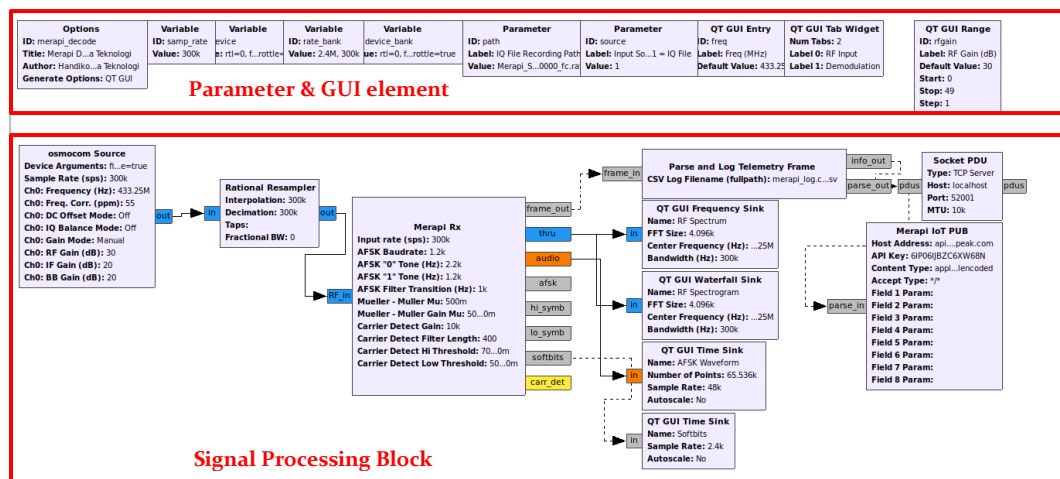 Options
ID: merapi_decode
Title: Merapi D...a Teknologi
Author: Handiko...a Teknologi
Generate Options: QT GUI
Variable
ID: samp_rate
Value: 300k
Variable
evice
e: rtl=0, f...rottle=
Variable
ID: rate_bank
Value: 2.4M, 300k
Variable
device_bank
ue: rtl=0, f...rottle=true
Parameter
ID: path
Label: IQ File Recording Path
Value: Merapi_S...0000_fc.ra
Parameter
ID: source
Label: Input So...1 = IQ File
Value: 1
QT GUI Entry
ID: freq
Label: Freq (MHz)
Default Value: 433.25
QT GUI Tab Widget
Num Tabs: 2
Label 0: RF Input
Label 1: Demodulation
QT GUI Range
ID: rfgain
Label: RF Gain (dB)
Default Value: 30
Start: 0
Stop: 49
Step: 1
Parameter & GUI element
osmocom Source
Device Arguments: fi...e=true
Sample Rate (sps): 300k
Ch0: Frequency (Hz): 433.25M
Ch0: Freq. Corr. (ppm): 55
Ch0: DC Offset Mode: Off
Ch0: IQ Balance Mode: Off
Ch0: Gain Mode: Manual
Ch0: RF Gain (dB): 30
Ch0: IF Gain (dB): 20
Ch0: BB Gain (dB): 20
out
in
Rational Resampler
Interpolation: 300k
Decimation: 300k
Taps:
Fractional BW: 0
out
RF_In
Merapi Rx
Input rate (sps): 300k
AFSK Baudrate: 1.2k
AFSK "0" Tone (Hz): 2.2k
AFSK "1" Tone (Hz): 1.2k
AFSK Filter Transition (Hz): 1k
Mueller - Muller Mu: 500m
Mueller - Muller Gain Mu: 50...0m
Carrier Detect Gain: 10k
Carrier Detect Filter Length: 400
Carrier Detect Hi Threshold: 70...0m
Carrier Detect Low Threshold: 50...0m
frame_out
thru
audio
afsk
hi_symb
lo_symb
softbits
carr_det
frame_in
Parse and Log Telemetry Frame
CSV Log Filename (fullpath): merapi_log.c...sv
info_out
parse_out
pdus
Socket PDU
Type: TCP Server
Host: localhost
Port: 52001
MTU: 10k
pdus
in
QT GUI Frequency Sink
Name: RF Spectrum
FFT Size: 4.096k
Center Frequency (Hz): ...25M
Bandwidth (Hz): 300k
in
QT GUI Waterfall Sink
Name: RF Spectrogram
FFT Size: 4.096k
Center Frequency (Hz): ...25M
Bandwidth (Hz): 300k
in
QT GUI Time Sink
Name: AFSK Waveform
Number of Points: 65.536k
Sample Rate: 48k
Autoscale: No
in
QT GUI Time Sink
Name: Softbits
Sample Rate: 2.4k
Autoscale: No
parse_in
Merapi IoT PUB
Host Address: api....peak.com
API Key: 6IP06IJBZC6XW68N
Content Type: appl...lencoded
Accept Type: */*
Field 1 Param:
Field 2 Param:
Field 3 Param:
Field 4 Param:
Field 5 Param:
Field 6 Param:
Field 7 Param:
Field 8 Param:
Signal Processing Block